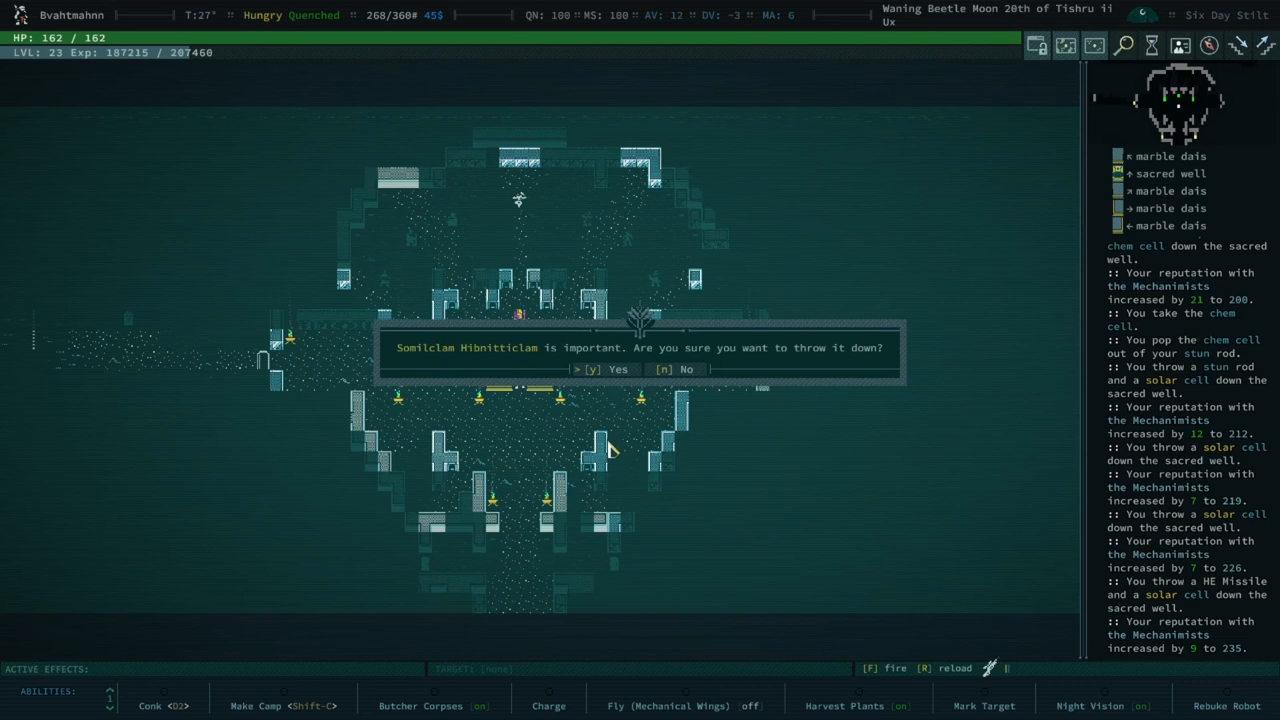 Bvahtmahn T:27° :: Hungry Quenched :: 268/360# 45$ QN: 100 :: MS: 100 :: AV: 12 :: DV: -3 :: MA: 6 Waning Beetle Moon 20th of Tishru ii Ux :: Six Day Stilt
HP: 162 / 162
LVL: 23 Exp: 187215 / 207460
marble dais
sacred well
marble dais
marble dais
marble dais
chem cell down the sacred
well.
:: Your reputation with
the Mechanimists
increased by 21 to 200.
:: You take the chem
cell.
:: You pop the chem cell
out of your stun rod.
:: You throw a stun rod
and a solar cell down the
sacred well.
:: Your reputation with
the Mechanimists
increased by 12 to 212.
:: You throw a solar cell
down the sacred well.
:: Your reputation with
the Mechanimists
increased by 7 to 219.
:: You throw a solar cell
down the sacred well.
:: Your reputation with
the Mechanimists
increased by 7 to 226.
:: You throw a HE Missile
and a solar cell down the
sacred well.
:: Your reputation with
the Mechanimists
increased by 9 to 235.
Somilclam Hibnitticlam is important. Are you sure you want to throw it down?
> [y] Yes [n] No
ACTIVE EFFECTS: TARGET: [none] [F] fire [R] reload
ABILITIES: 1 Conk <D2> Make Camp <Shift-C> Butcher Corpses [on] Charge Fly (Mechanical Wings) [off] Harvest Plants [on] Mark Target Night Vision [on] Rebuke Robot